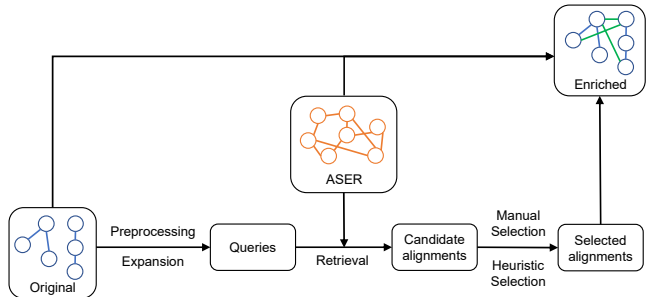 Enriched
ASER
Original
Preprocessing
Expansion
Queries
Retrieval
Candidate
alignments
Manual
Selection
Heuristic
Selection
Selected
alignments